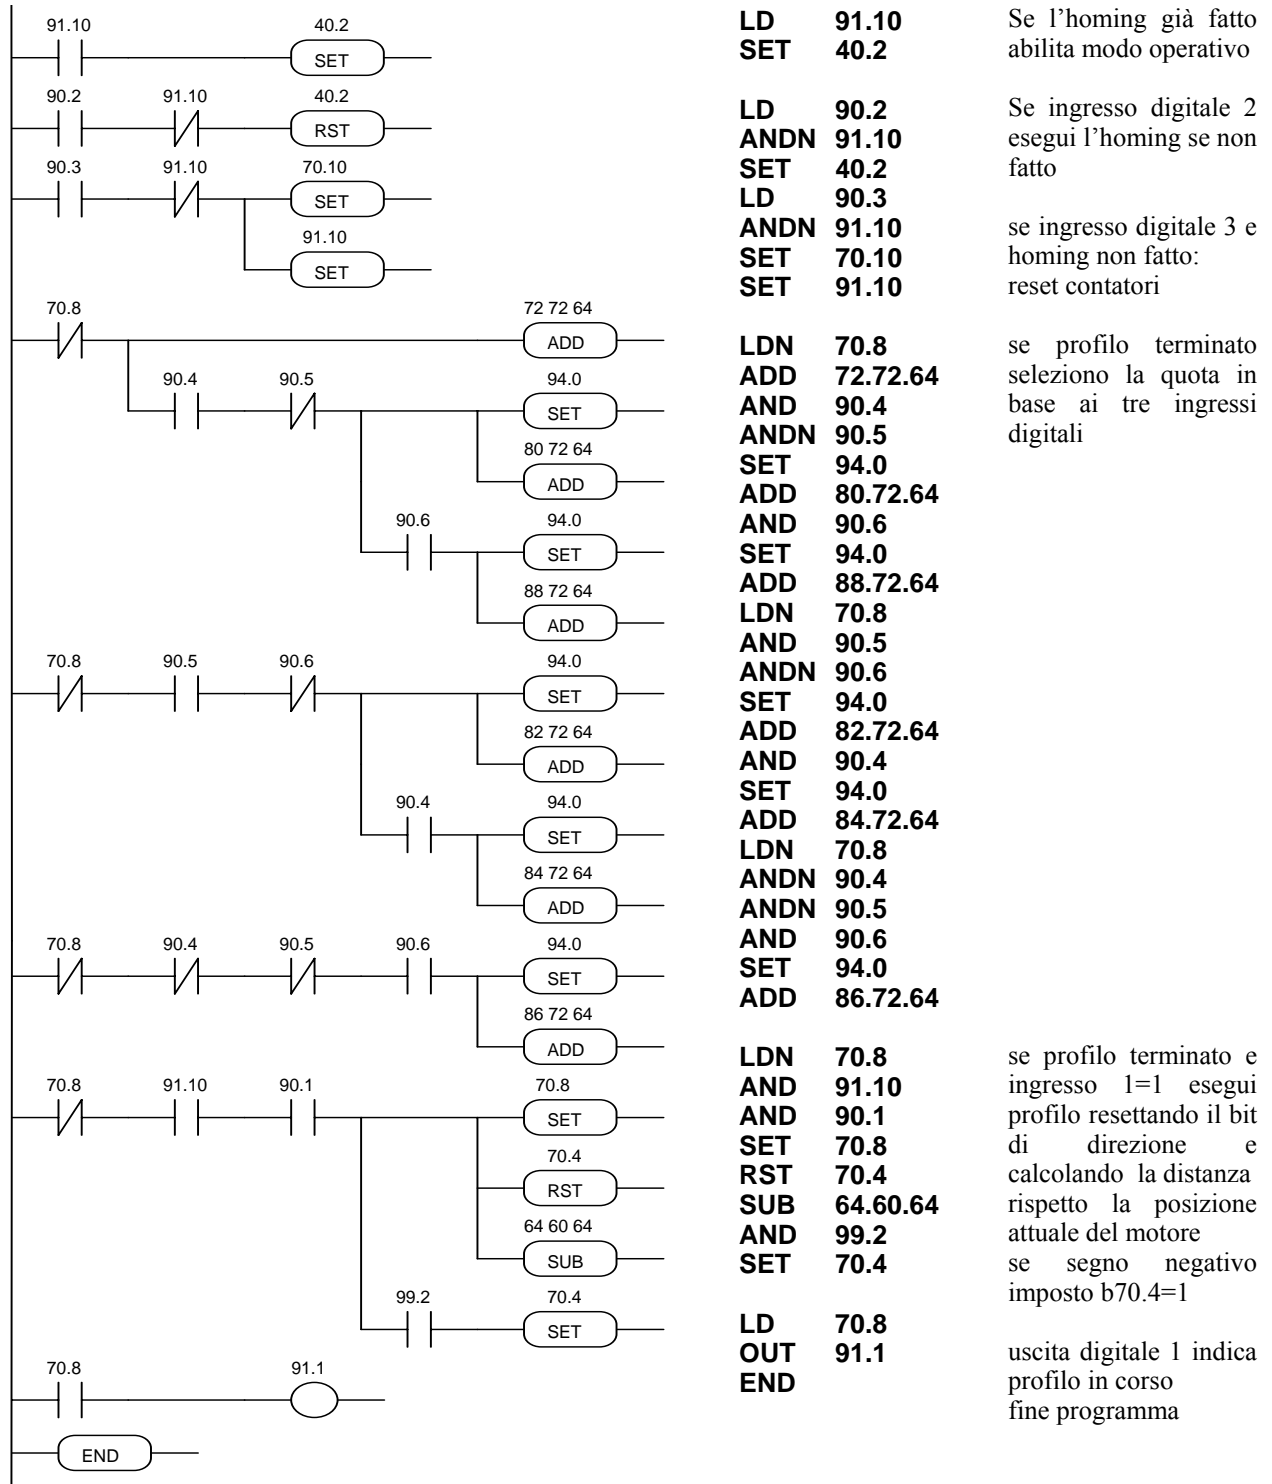 91.10 40.2
SET
90.2 91.10 40.2
RST
90.3 91.10 70.10
SET
91.10
SET
70.8 72 72 64
ADD
90.4 90.5 94.0
SET
80 72 64
ADD
90.6 94.0
SET
88 72 64
ADD
70.8 90.5 90.6 94.0
SET
82 72 64
ADD
90.4 94.0
SET
84 72 64
ADD
70.8 90.4 90.5 90.6 94.0
SET
86 72 64
ADD
70.8 91.10 90.1 70.8
SET
70.4
RST
64 60 64
SUB
99.2 70.4
SET
70.8 91.1
END
LD 91.10
SET 40.2
LD 90.2
ANDN 91.10
SET 40.2
LD 90.3
ANDN 91.10
SET 70.10
SET 91.10
LDN 70.8
ADD 72.72.64
AND 90.4
ANDN 90.5
SET 94.0
ADD 80.72.64
AND 90.6
SET 94.0
ADD 88.72.64
LDN 70.8
AND 90.5
ANDN 90.6
SET 94.0
ADD 82.72.64
AND 90.4
SET 94.0
ADD 84.72.64
LDN 70.8
ANDN 90.4
ANDN 90.5
AND 90.6
SET 94.0
ADD 86.72.64
LDN 70.8
AND 91.10
AND 90.1
SET 70.8
RST 70.4
SUB 64.60.64
AND 99.2
SET 70.4
LD 70.8
OUT 91.1
END
Se l’homing già fatto
abilita modo operativo
Se ingresso digitale 2
esegui l’homing se non
fatto
se ingresso digitale 3 e
homing non fatto:
reset contatori
se profilo terminato
seleziono la quota in
base ai tre ingressi
digitali
se profilo terminato e
ingresso 1=1 esegui
profilo resettando il bit
di direzione e
calcolando la distanza
rispetto la posizione
attuale del motore
se segno negativo
imposto b70.4=1
uscita digitale 1 indica
profilo in corso
fine programma